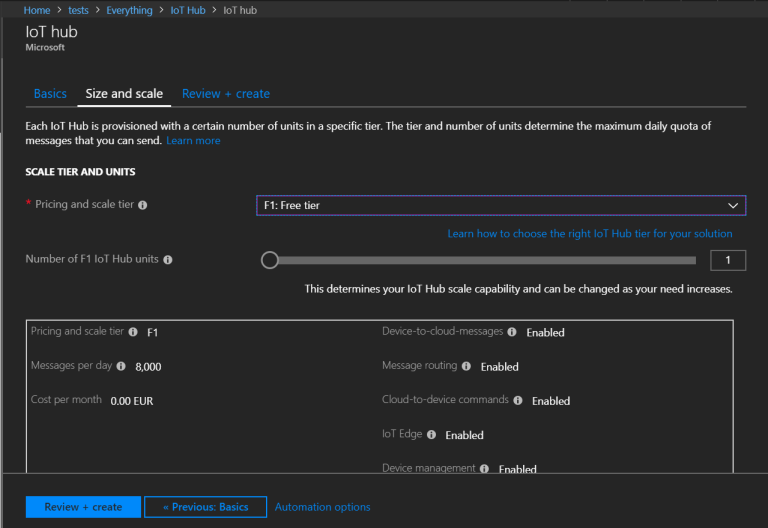 Home > tests > Everything > IoT Hub > IoT hub
IoT hub
Microsoft
Basics Size and scale Review + create
Each IoT Hub is provisioned with a certain number of units in a specific tier. The tier and number of units determine the maximum daily quota of
messages that you can send. Learn more
SCALE TIER AND UNITS
* Pricing and scale tier F1: Free tier
Learn how to choose the right IoT Hub tier for your solution
Number of F1 IoT Hub units 1
This determines your IoT Hub scale capability and can be changed as your need increases.
Pricing and scale tier F1 Device-to-cloud-messages Enabled
Messages per day 8,000 Message routing Enabled
Cost per month 0.00 EUR Cloud-to-device commands Enabled
IoT Edge Enabled
Device management Enabled
Review + create « Previous: Basics Automation options